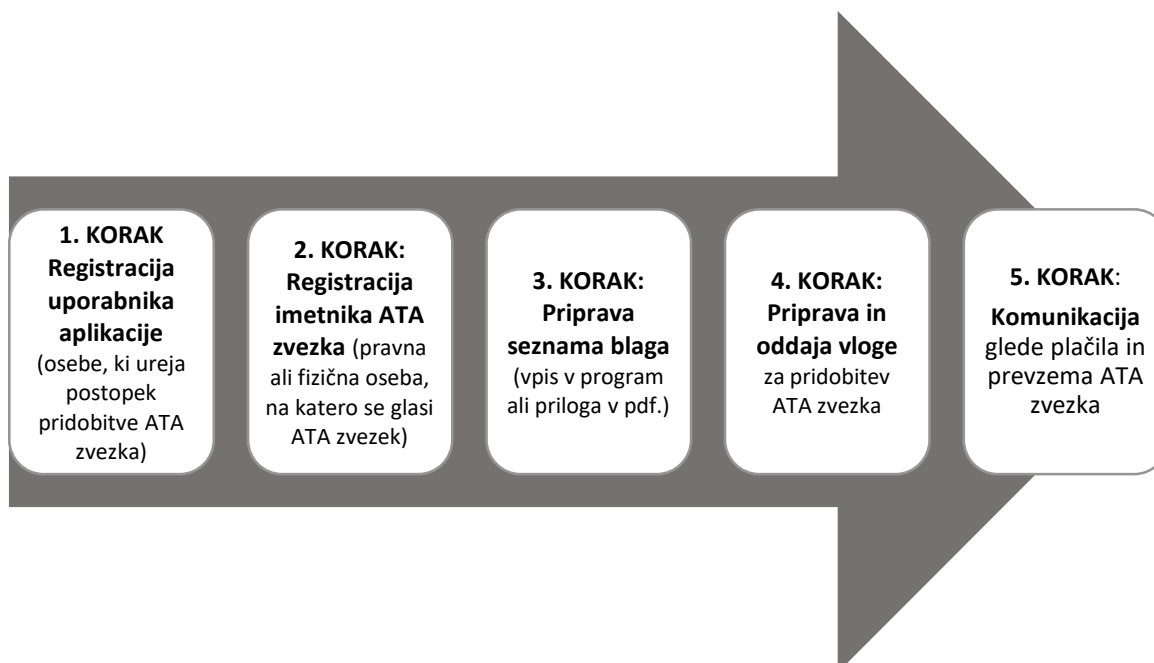 1. KORAK
Registracija
uporabnika
aplikacije
(osebe, ki ureja
postopek
pridobitve ATA
zvezka)
2. KORAK:
Registracija
imetnika ATA
zvezka (pravna
ali fizična oseba,
na katero se glasi
ATA zvezek)
3. KORAK:
Priprava
seznama blaga
(vpis v program
ali priloga v pdf.)
4. KORAK:
Priprava in
oddaja vloge
za pridobitev
ATA zvezka
5. KORAK:
Komunikacija
glede plačila in
prevzema ATA
zvezka